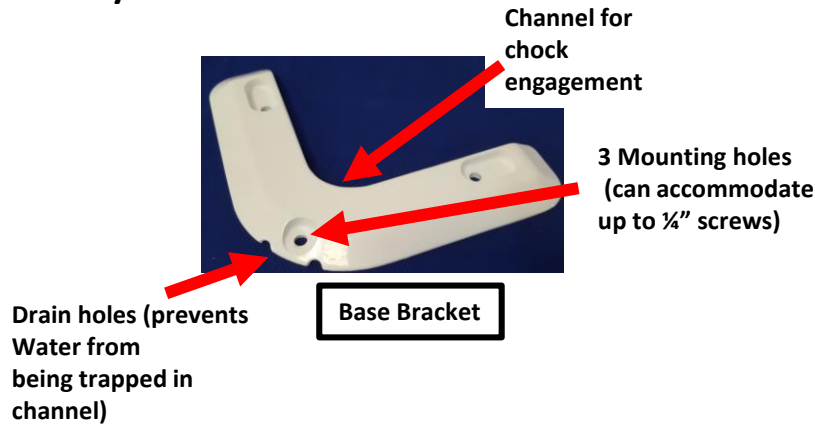 Channel for
chock
engagement
3 Mounting holes
(can accommodate
up to ¼” screws)
Base Bracket
Drain holes (prevents
Water from
being trapped in
channel)